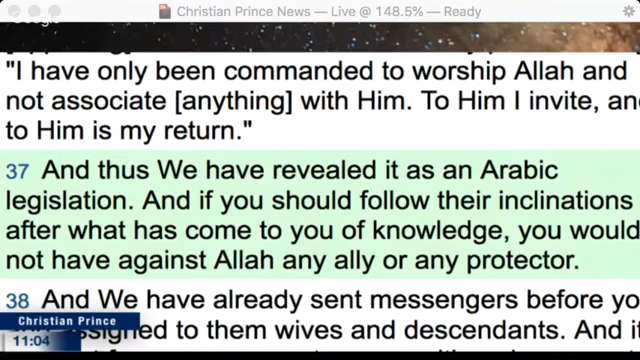 Christian Prince News — Live @ 148.5% — Ready
"I have only been commanded to worship Allah and
not associate [anything] with Him. To Him I invite, and
to Him is my return."
37 And thus We have revealed it as an Arabic
legislation. And if you should follow their inclinations
after what has come to you of knowledge, you would
not have against Allah any ally or any protector.
38 And We have already sent messengers before yo
Christian Prince
assigned to them wives and descendants. And it
11:04